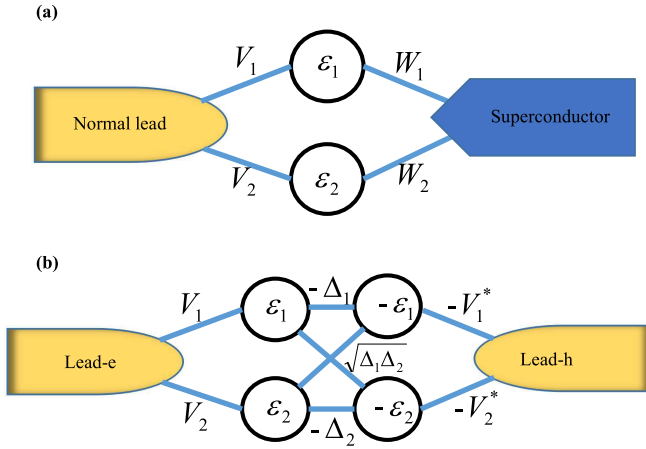 (a)
V₁ ε₁ W₁
Normal lead Superconductor
V₂ ε₂ W₂
(b)
V₁ ε₁ -Δ₁ -ε₁ -V₁*
Lead-e √Δ₁Δ₂ Lead-h
V₂ ε₂ -Δ₂ -ε₂ -V₂*